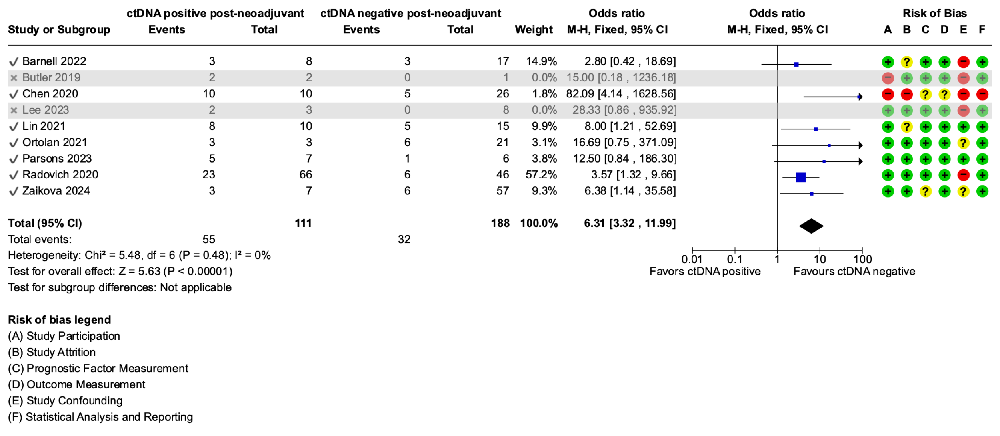 ctDNA positive post-neoadjuvant ctDNA negative post-neoadjuvant Odds ratio Odds ratio Risk of Bias
Study or Subgroup Events Total Events Total Weight M-H, Fixed, 95% CI M-H, Fixed, 95% CI A B C D E F
Barnell 2022 3 8 3 17 14.9% 2.80 [0.42 , 18.69] + ? + + − +
Butler 2019 2 2 0 1 0.0% 15.00 [0.18 , 1236.18] − + + + − +
Chen 2020 10 10 5 26 1.8% 82.09 [4.14 , 1628.56] − − ? ? − −
Lee 2023 2 3 0 8 0.0% 28.33 [0.86 , 935.92] + + + + − +
Lin 2021 8 10 5 15 9.9% 8.00 [1.21 , 52.69] + ? + + + +
Ortolan 2021 3 3 6 21 3.1% 16.69 [0.75 , 371.09] + + + + ? +
Parsons 2023 5 7 1 6 3.8% 12.50 [0.84 , 186.30] + + + + + +
Radovich 2020 23 66 6 46 57.2% 3.57 [1.32 , 9.66] + + + + − +
Zaikova 2024 3 7 6 57 9.3% 6.38 [1.14 , 35.58] + + ? + ? +
Total (95% CI) 111 188 100.0% 6.31 [3.32 , 11.99]
Total events: 55 32
Heterogeneity: Chi² = 5.48, df = 6 (P = 0.48); I² = 0%
0.01 0.1 1 10 100
Test for overall effect: Z = 5.63 (P < 0.00001)
Favors ctDNA positive Favours ctDNA negative
Test for subgroup differences: Not applicable
Risk of bias legend
(A) Study Participation
(B) Study Attrition
(C) Prognostic Factor Measurement
(D) Outcome Measurement
(E) Study Confounding
(F) Statistical Analysis and Reporting